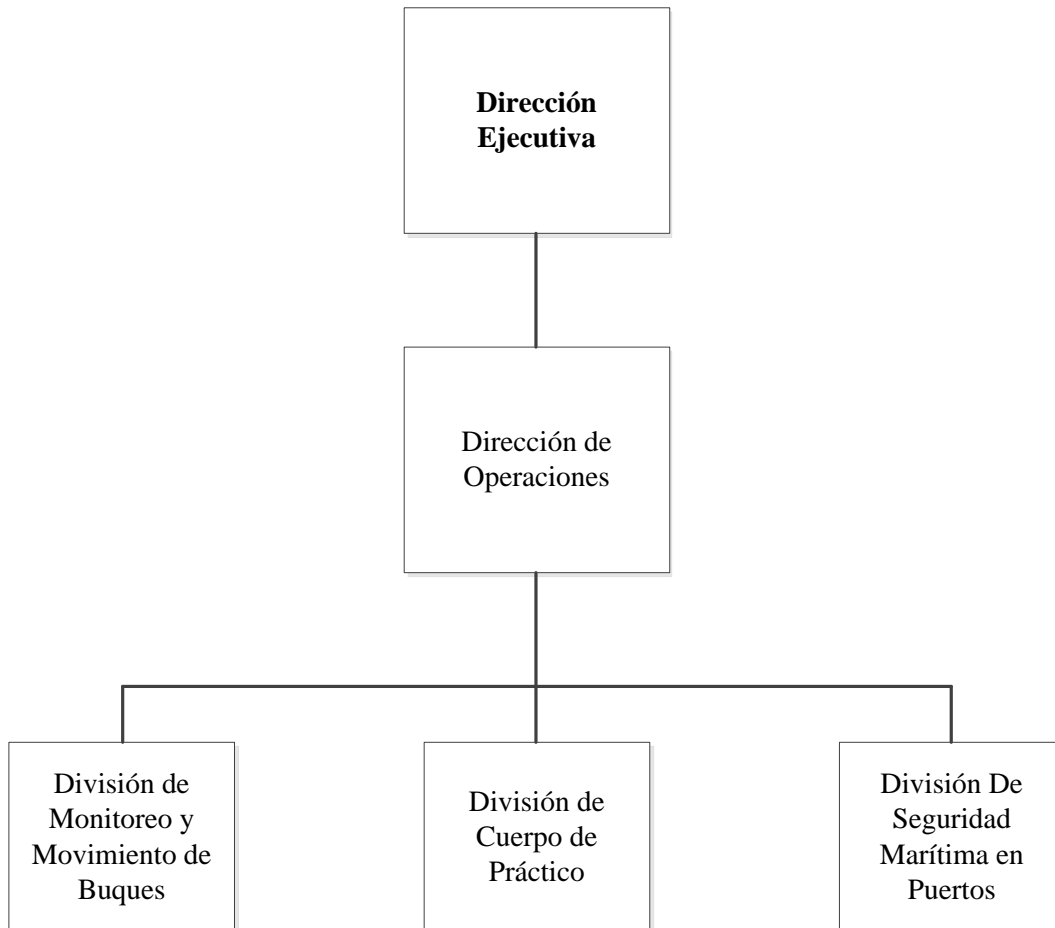 Dirección
Ejecutiva
Dirección de
Operaciones
División de
Monitoreo y
Movimiento de
Buques
División de
Cuerpo de
Práctico
División De
Seguridad
Marítima en
Puertos